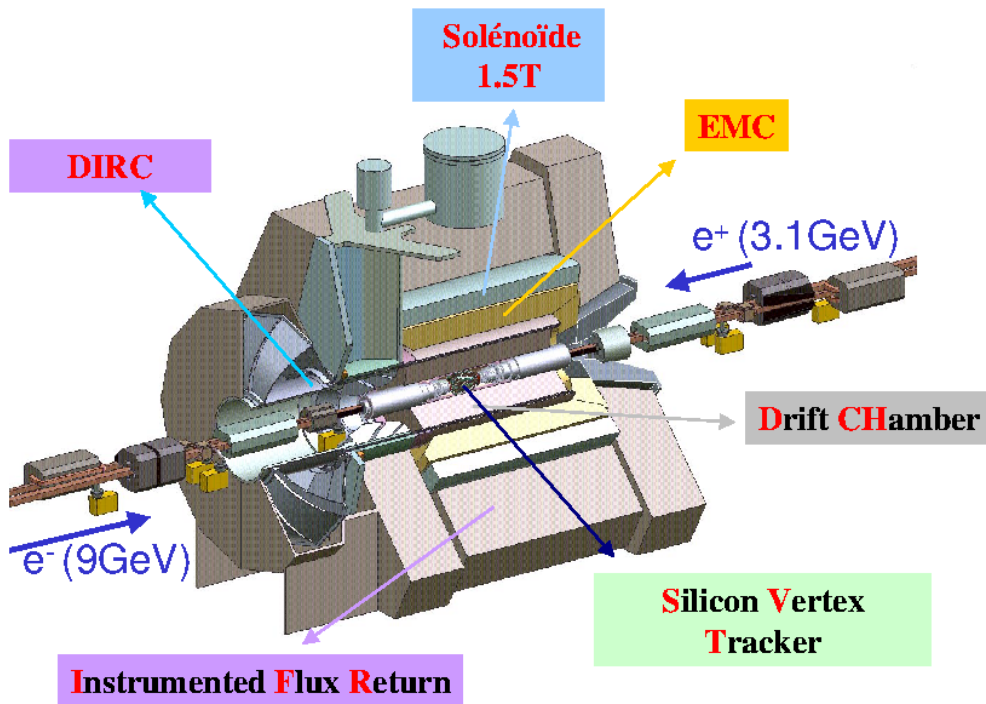 Solénoïde
1.5T
EMC
DIRC
e⁺ (3.1GeV)
Drift CHamber
e⁻ (9GeV)
Silicon Vertex
Tracker
Instrumented Flux Return